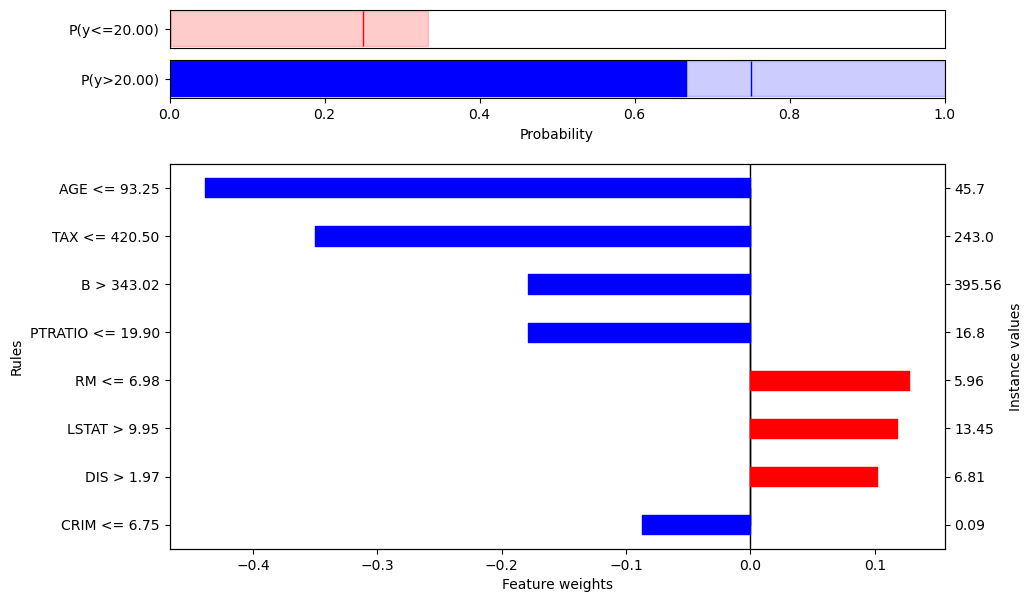 P(y<=20.00)
P(y>20.00)
0.0 0.2 0.4 0.6 0.8 1.0
Probability
AGE <= 93.25 45.7
TAX <= 420.50 243.0
B > 343.02 395.56
PTRATIO <= 19.90 16.8
RM <= 6.98 5.96
LSTAT > 9.95 13.45
DIS > 1.97 6.81
CRIM <= 6.75 0.09
Rules
Instance values
−0.4 −0.3 −0.2 −0.1 0.0 0.1
Feature weights